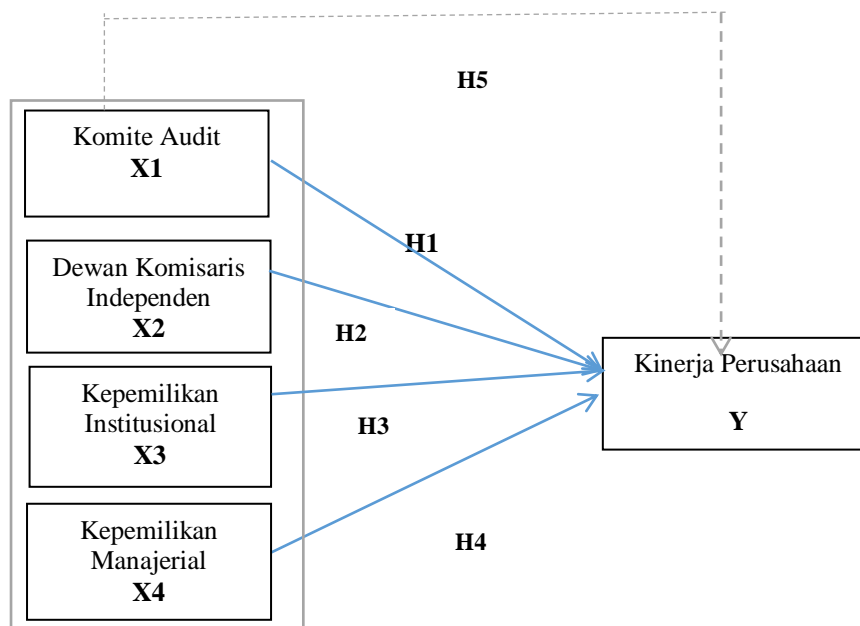 H5
Komite Audit
X1
H1
Dewan Komisaris
Independen
X2
H2
Kinerja Perusahaan
Y
Kepemilikan
Institusional
X3
H3
Kepemilikan
Manajerial
X4
H4